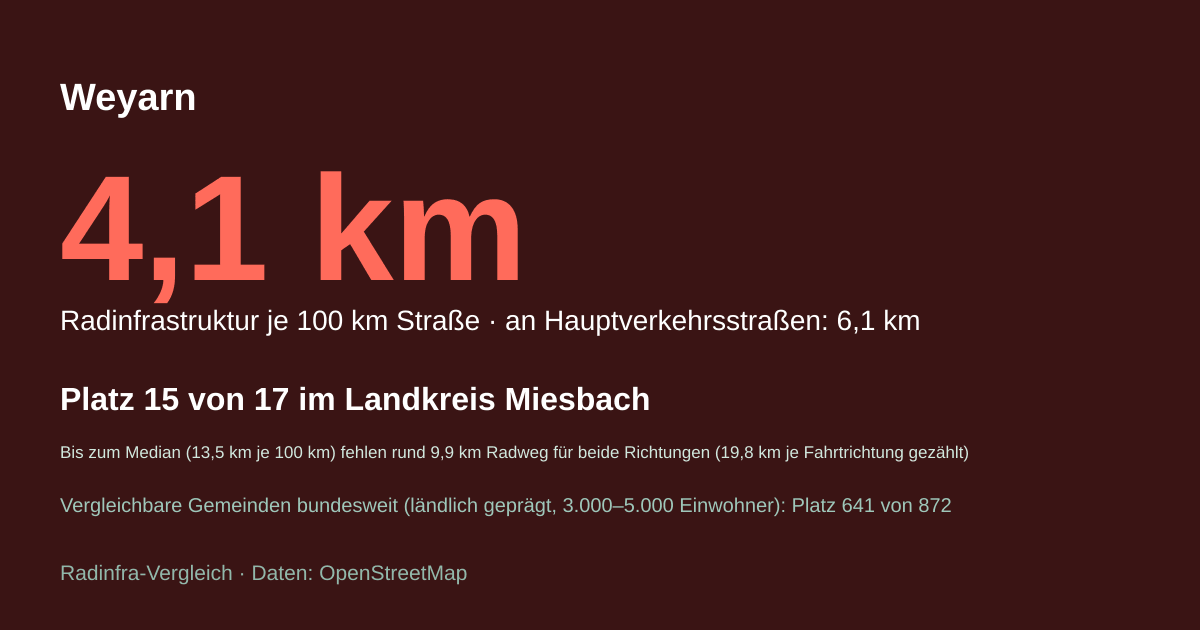 Weyarn
4,1 km
Radinfrastruktur je 100 km Straße · an Hauptverkehrsstraßen: 6,1 km
Platz 15 von 17 im Landkreis Miesbach
Bis zum Median (13,5 km je 100 km) fehlen rund 9,9 km Radweg für beide Richtungen (19,8 km je Fahrtrichtung gezählt)
Vergleichbare Gemeinden bundesweit (ländlich geprägt, 3.000–5.000 Einwohner): Platz 641 von 872
Radinfra-Vergleich · Daten: OpenStreetMap